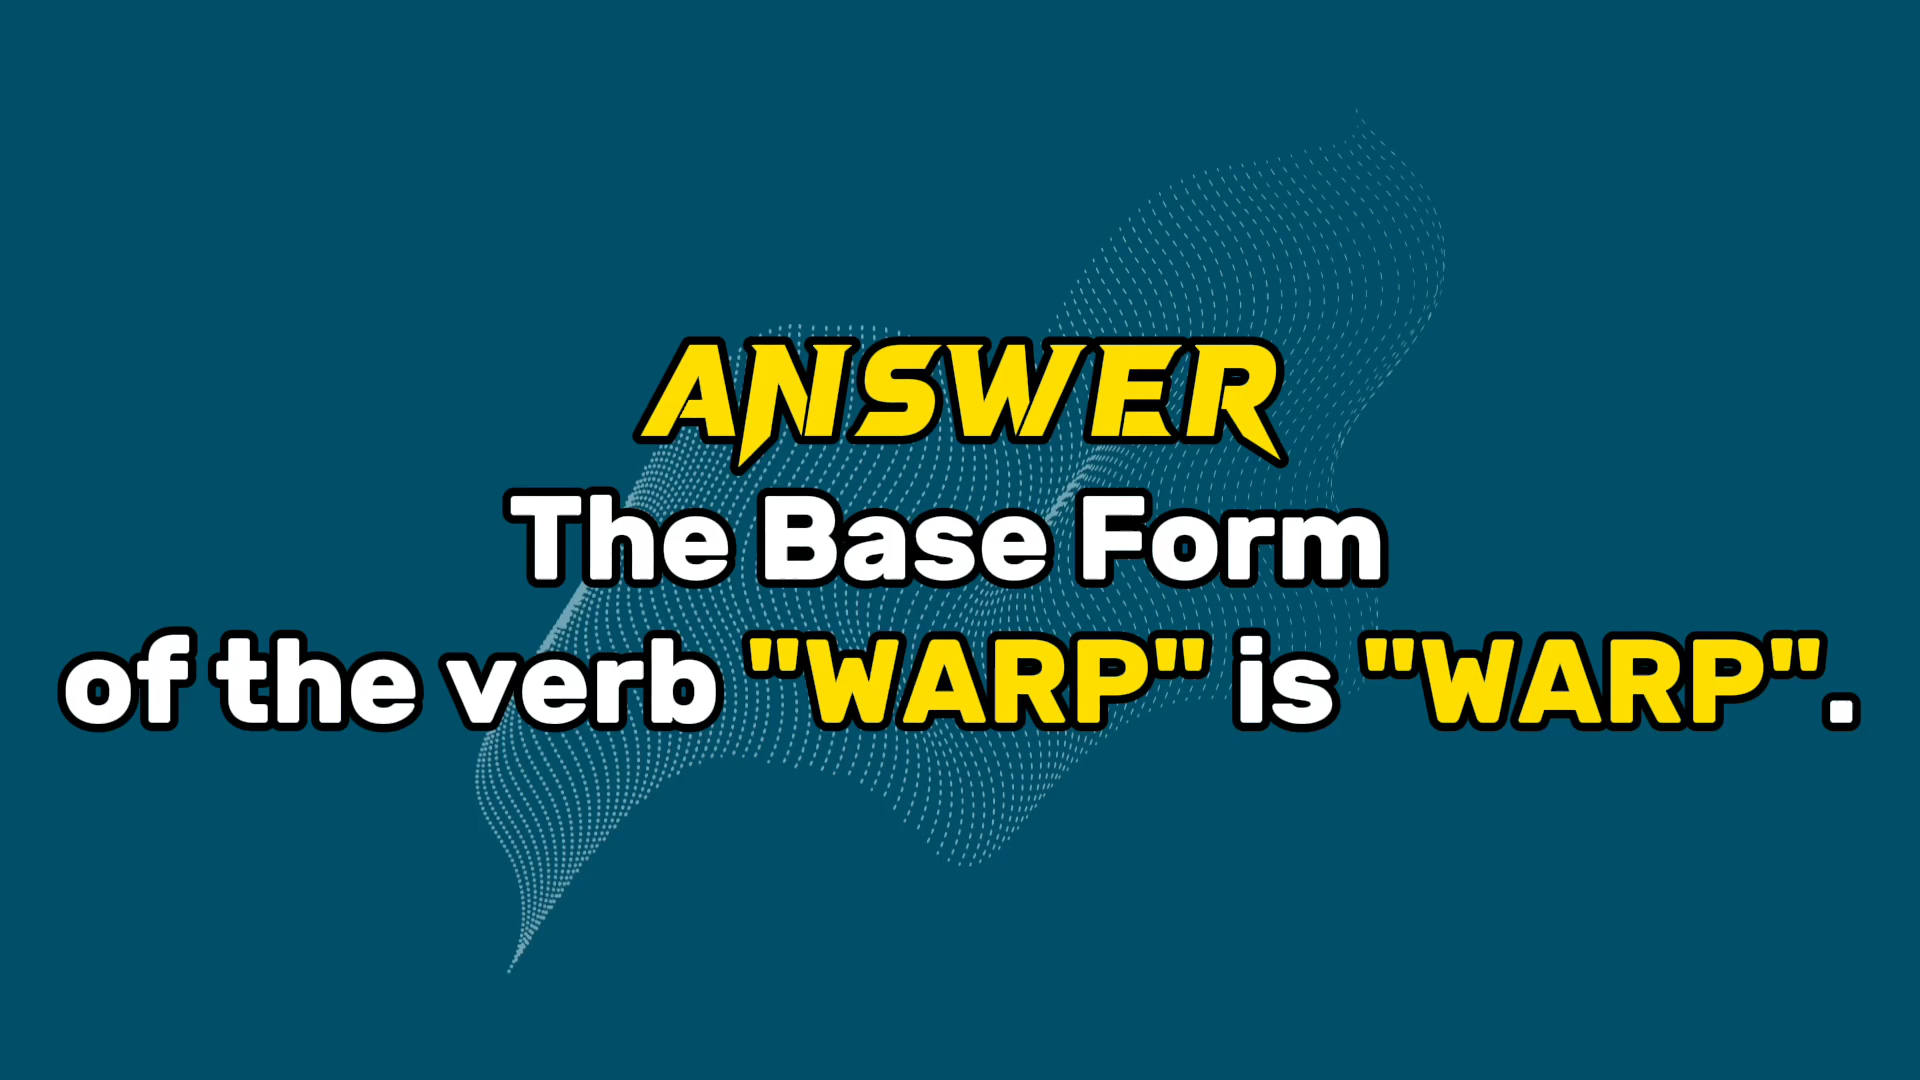 ANSWER
The Base Form
of the verb "WARP" is "WARP".